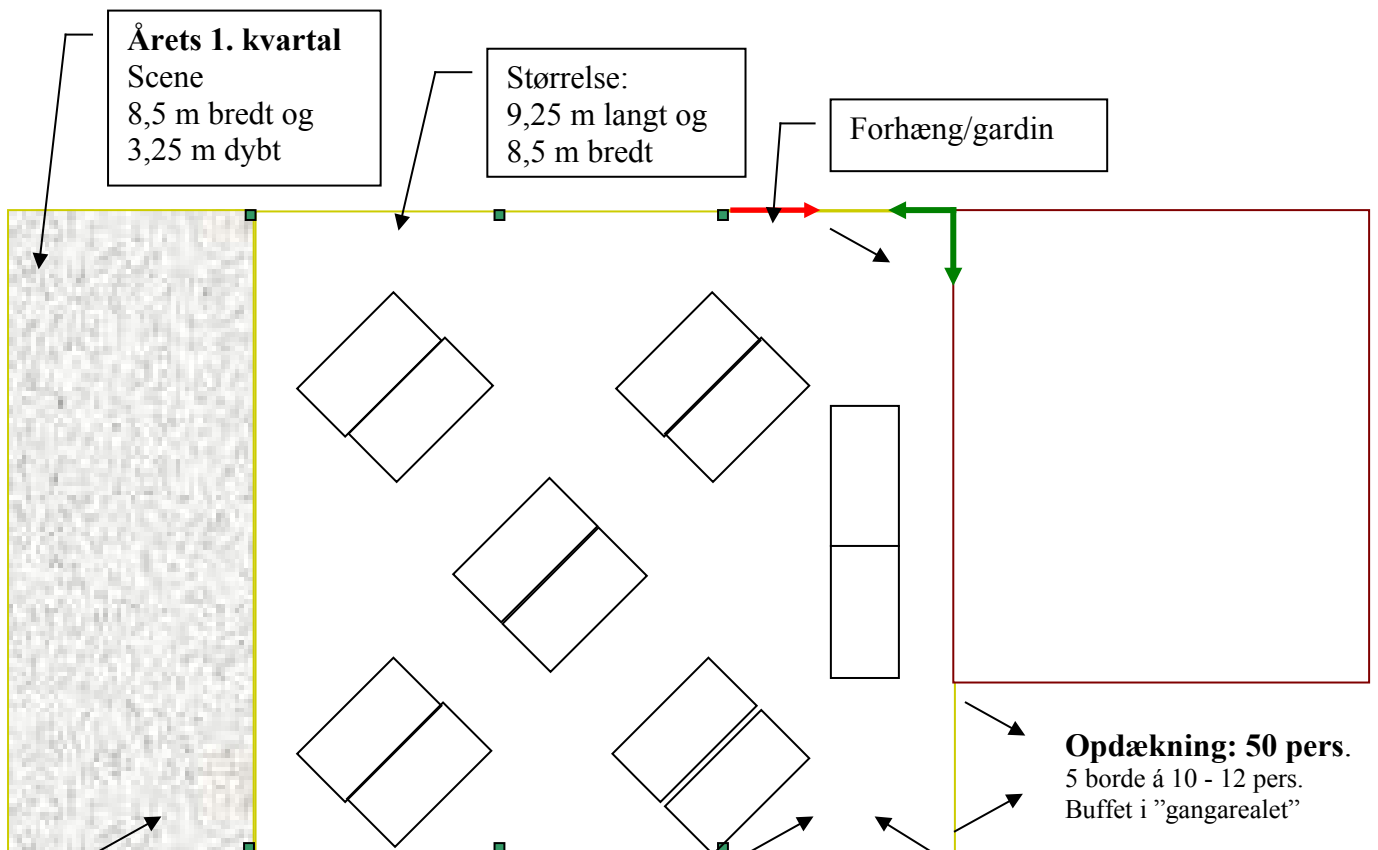 Årets 1. kvartal
Scene
8,5 m bredt og
3,25 m dybt
Størrelse:
9,25 m langt og
8,5 m bredt
Forhæng/gardin
Opdækning: 50 pers.
5 borde á 10 - 12 pers.
Buffet i ”gangarealet”